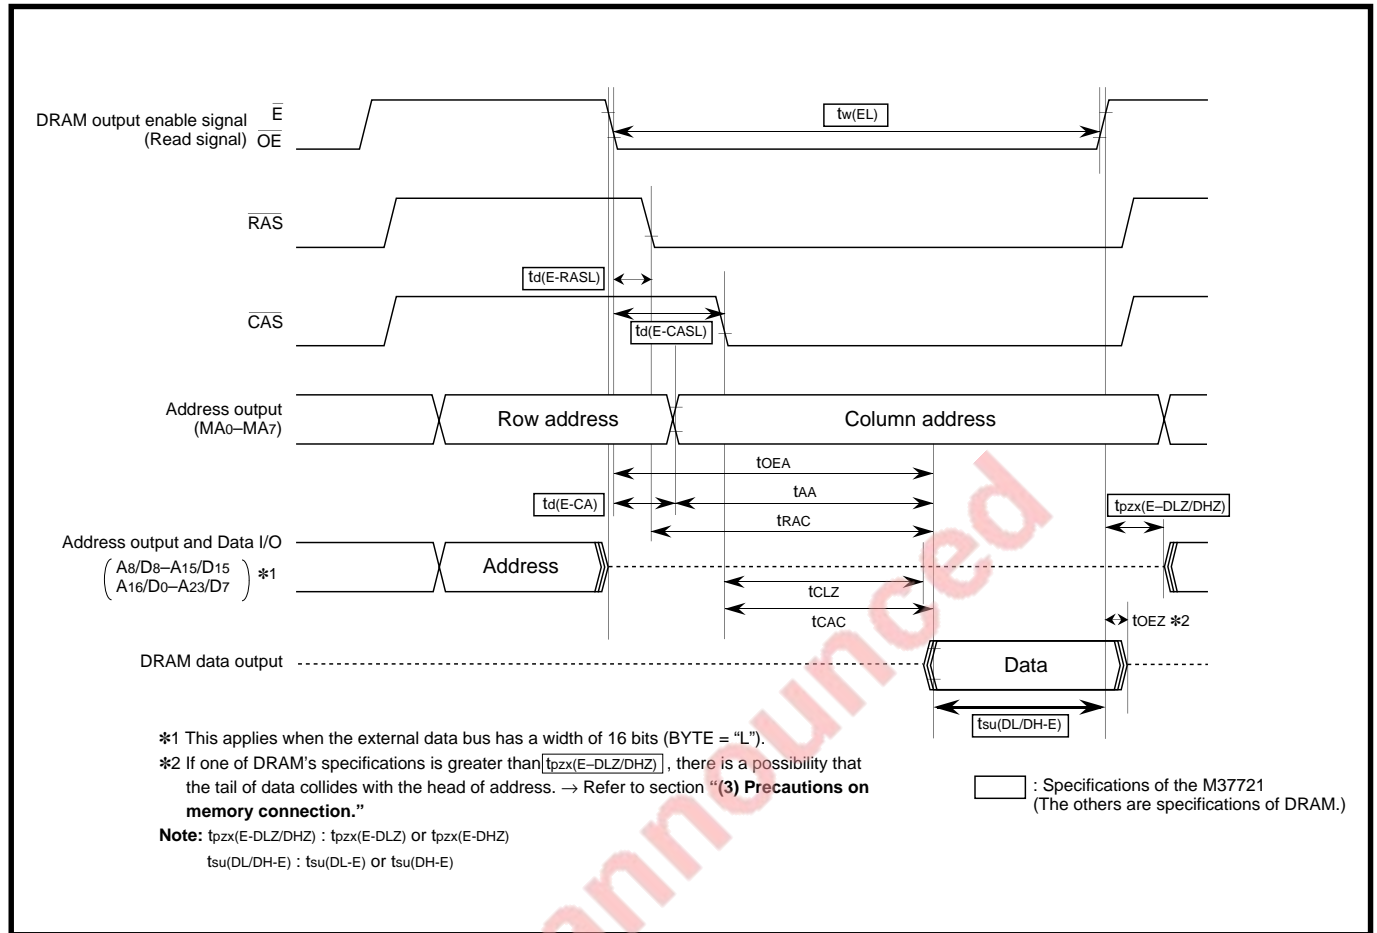 DRAM output enable signal
(Read signal)
E
OE
tw(EL)
RAS
td(E-RASL)
CAS
td(E-CASL)
Address output
(MA0–MA7)
Row address
Column address
tOEA
td(E-CA)
tAA
tpzx(E–DLZ/DHZ)
tRAC
Address output and Data I/O
A8/D8–A15/D15
A16/D0–A23/D7
✻1
Address
tCLZ
tCAC
tOEZ ✻2
DRAM data output
Data
tsu(DL/DH-E)
✻1 This applies when the external data bus has a width of 16 bits (BYTE = “L”).
✻2 If one of DRAM’s specifications is greater than tpzx(E–DLZ/DHZ) , there is a possibility that
the tail of data collides with the head of address. → Refer to section “(3) Precautions on
memory connection.”
Note: tpzx(E-DLZ/DHZ) : tpzx(E-DLZ) or tpzx(E-DHZ)
tsu(DL/DH-E) : tsu(DL-E) or tsu(DH-E)
: Specifications of the M37721
(The others are specifications of DRAM.)
announced